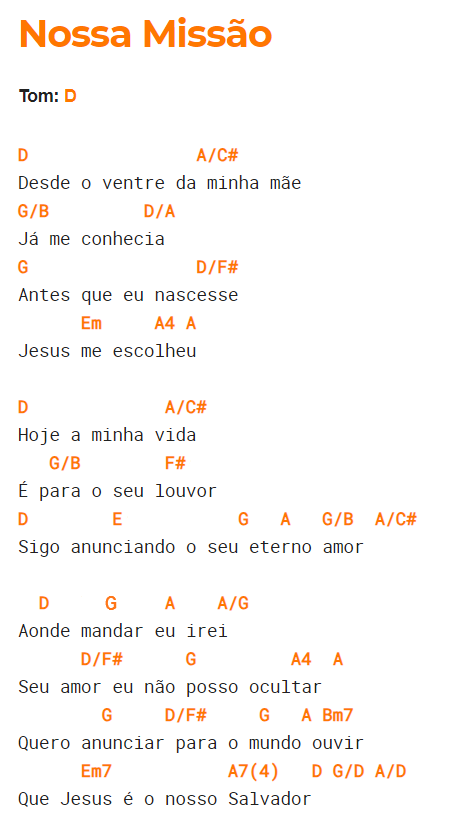 Nossa Missão
Tom: D
D                A/C#
Desde o ventre da minha mãe
G/B         D/A
Já me conhecia
G                D/F#
Antes que eu nascesse
      Em     A4 A
Jesus me escolheu
D             A/C#
Hoje a minha vida
   G/B        F#
É para o seu louvor
D        E           G   A   G/B  A/C#
Sigo anunciando o seu eterno amor
  D     G    A    A/G
Aonde mandar eu irei
      D/F#      G         A4  A
Seu amor eu não posso ocultar
        G     D/F#     G   A Bm7
Quero anunciar para o mundo ouvir
      Em7           A7(4)   D G/D A/D
Que Jesus é o nosso Salvador